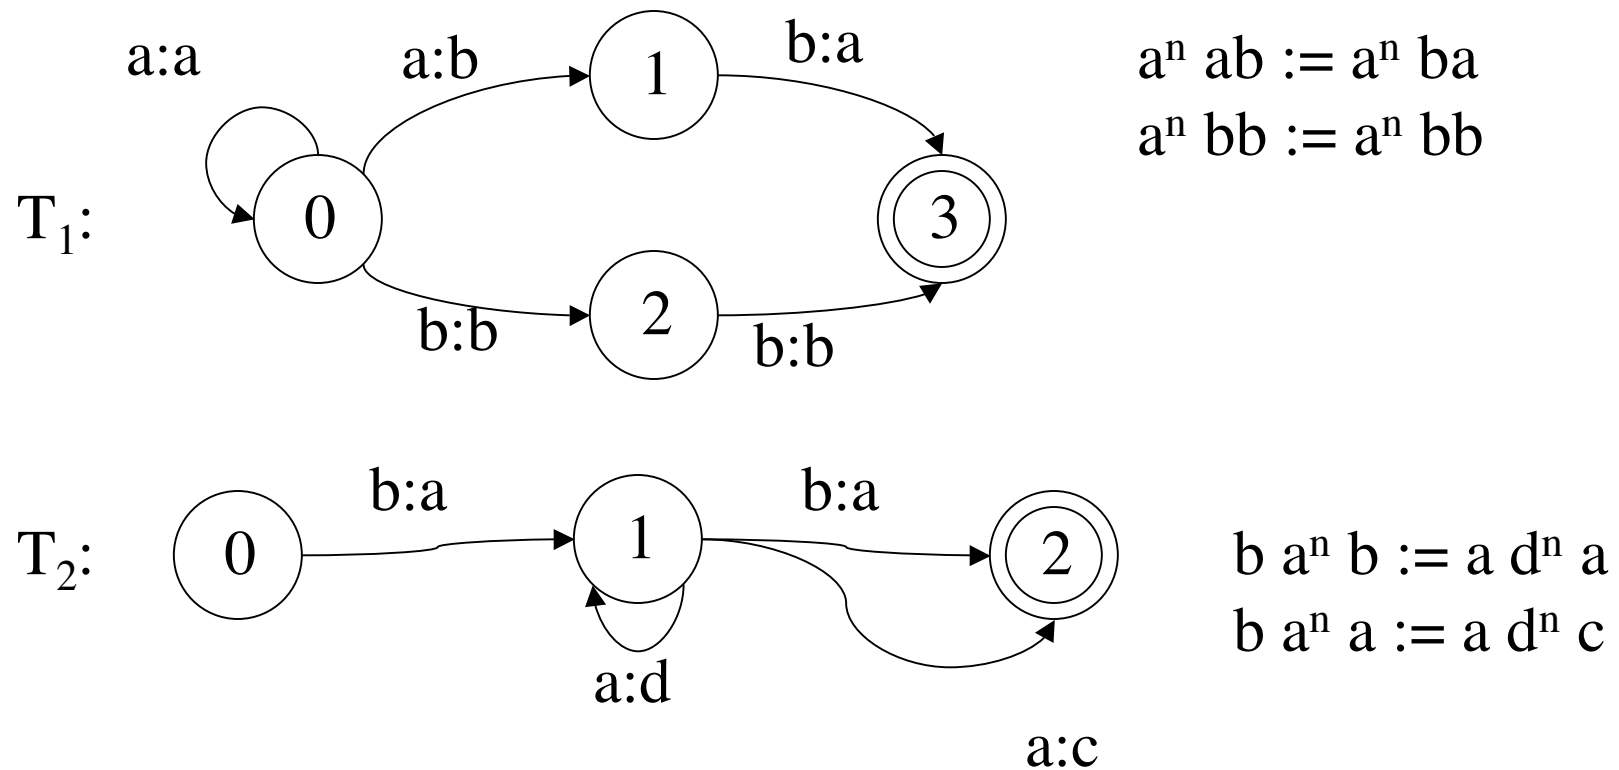 a:a
a:b
b:a
1
aⁿ ab := aⁿ ba
aⁿ bb := aⁿ bb
T₁:
0
3
2
b:b
b:b
T₂:
0
b:a
1
b:a
2
a:d
a:c
b aⁿ b := a dⁿ a
b aⁿ a := a dⁿ c